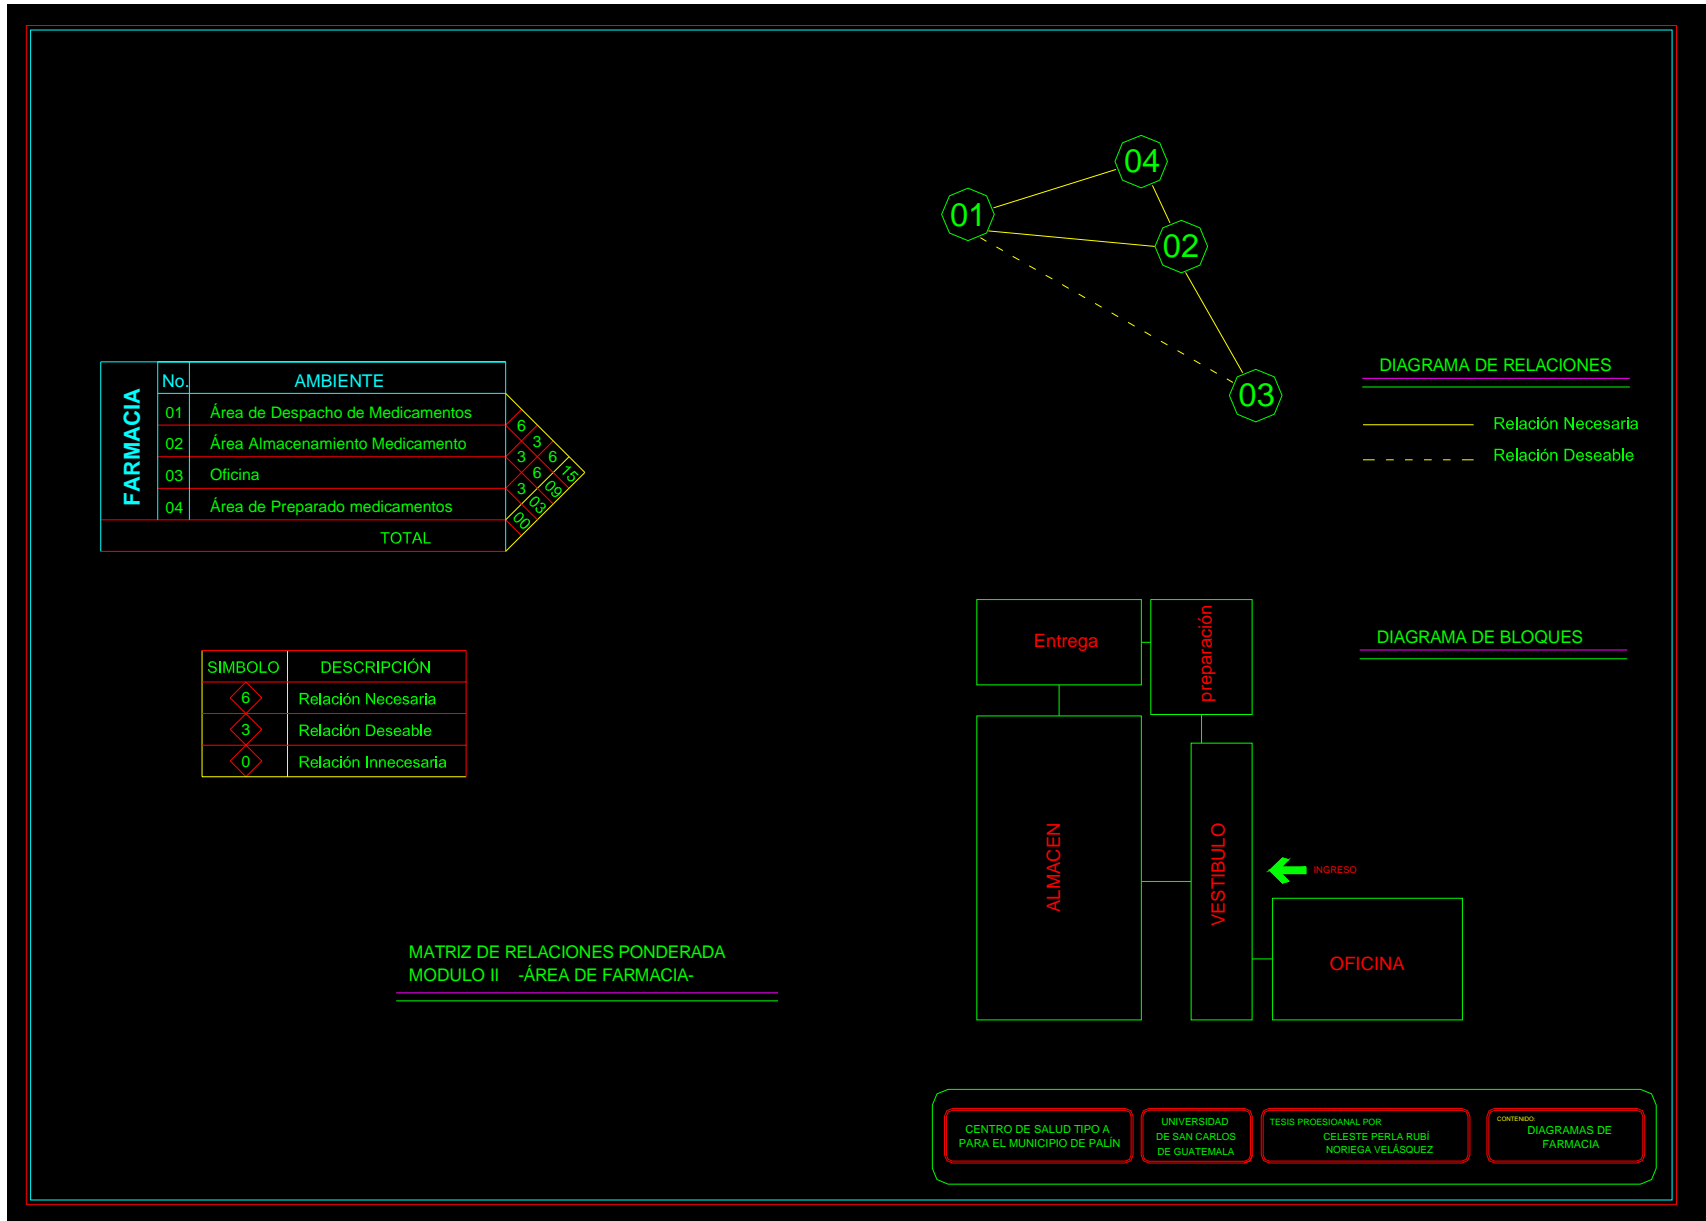 04
01
02
03
DIAGRAMA DE RELACIONES
Relación Necesaria
Relación Deseable
FARMACIA
No. AMBIENTE
01 Área de Despacho de Medicamentos
02 Área Almacenamiento Medicamento
03 Oficina
04 Área de Preparado medicamentos
TOTAL
6
3
3 6
6 15
3 09
03
00
SIMBOLO DESCRIPCIÓN
6 Relación Necesaria
3 Relación Deseable
0 Relación Innecesaria
MATRIZ DE RELACIONES PONDERADA
MODULO II -ÁREA DE FARMACIA-
DIAGRAMA DE BLOQUES
Entrega
preparación
ALMACEN
VESTIBULO
INGRESO
OFICINA
CENTRO DE SALUD TIPO A
PARA EL MUNICIPIO DE PALÍN
UNIVERSIDAD
DE SAN CARLOS
DE GUATEMALA
TESIS PROESIOANAL POR
CELESTE PERLA RUBÍ
NORIEGA VELÁSQUEZ
CONTENIDO:
DIAGRAMAS DE
FARMACIA